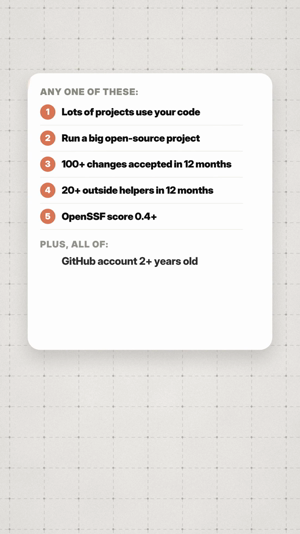 ANY ONE OF THESE:
1 Lots of projects use your code
2 Run a big open-source project
3 100+ changes accepted in 12 months
4 20+ outside helpers in 12 months
5 OpenSSF score 0.4+
PLUS, ALL OF:
GitHub account 2+ years old